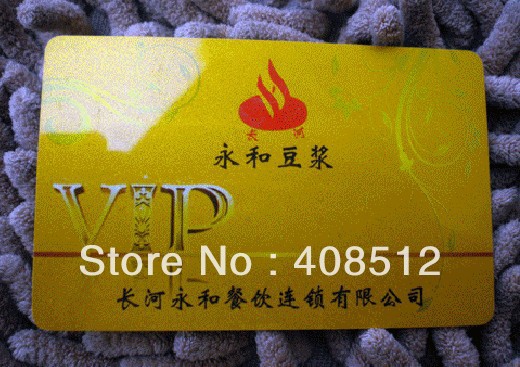 长河
永和豆浆
VIP
Store No : 408512
长河永和餐饮连锁有限公司